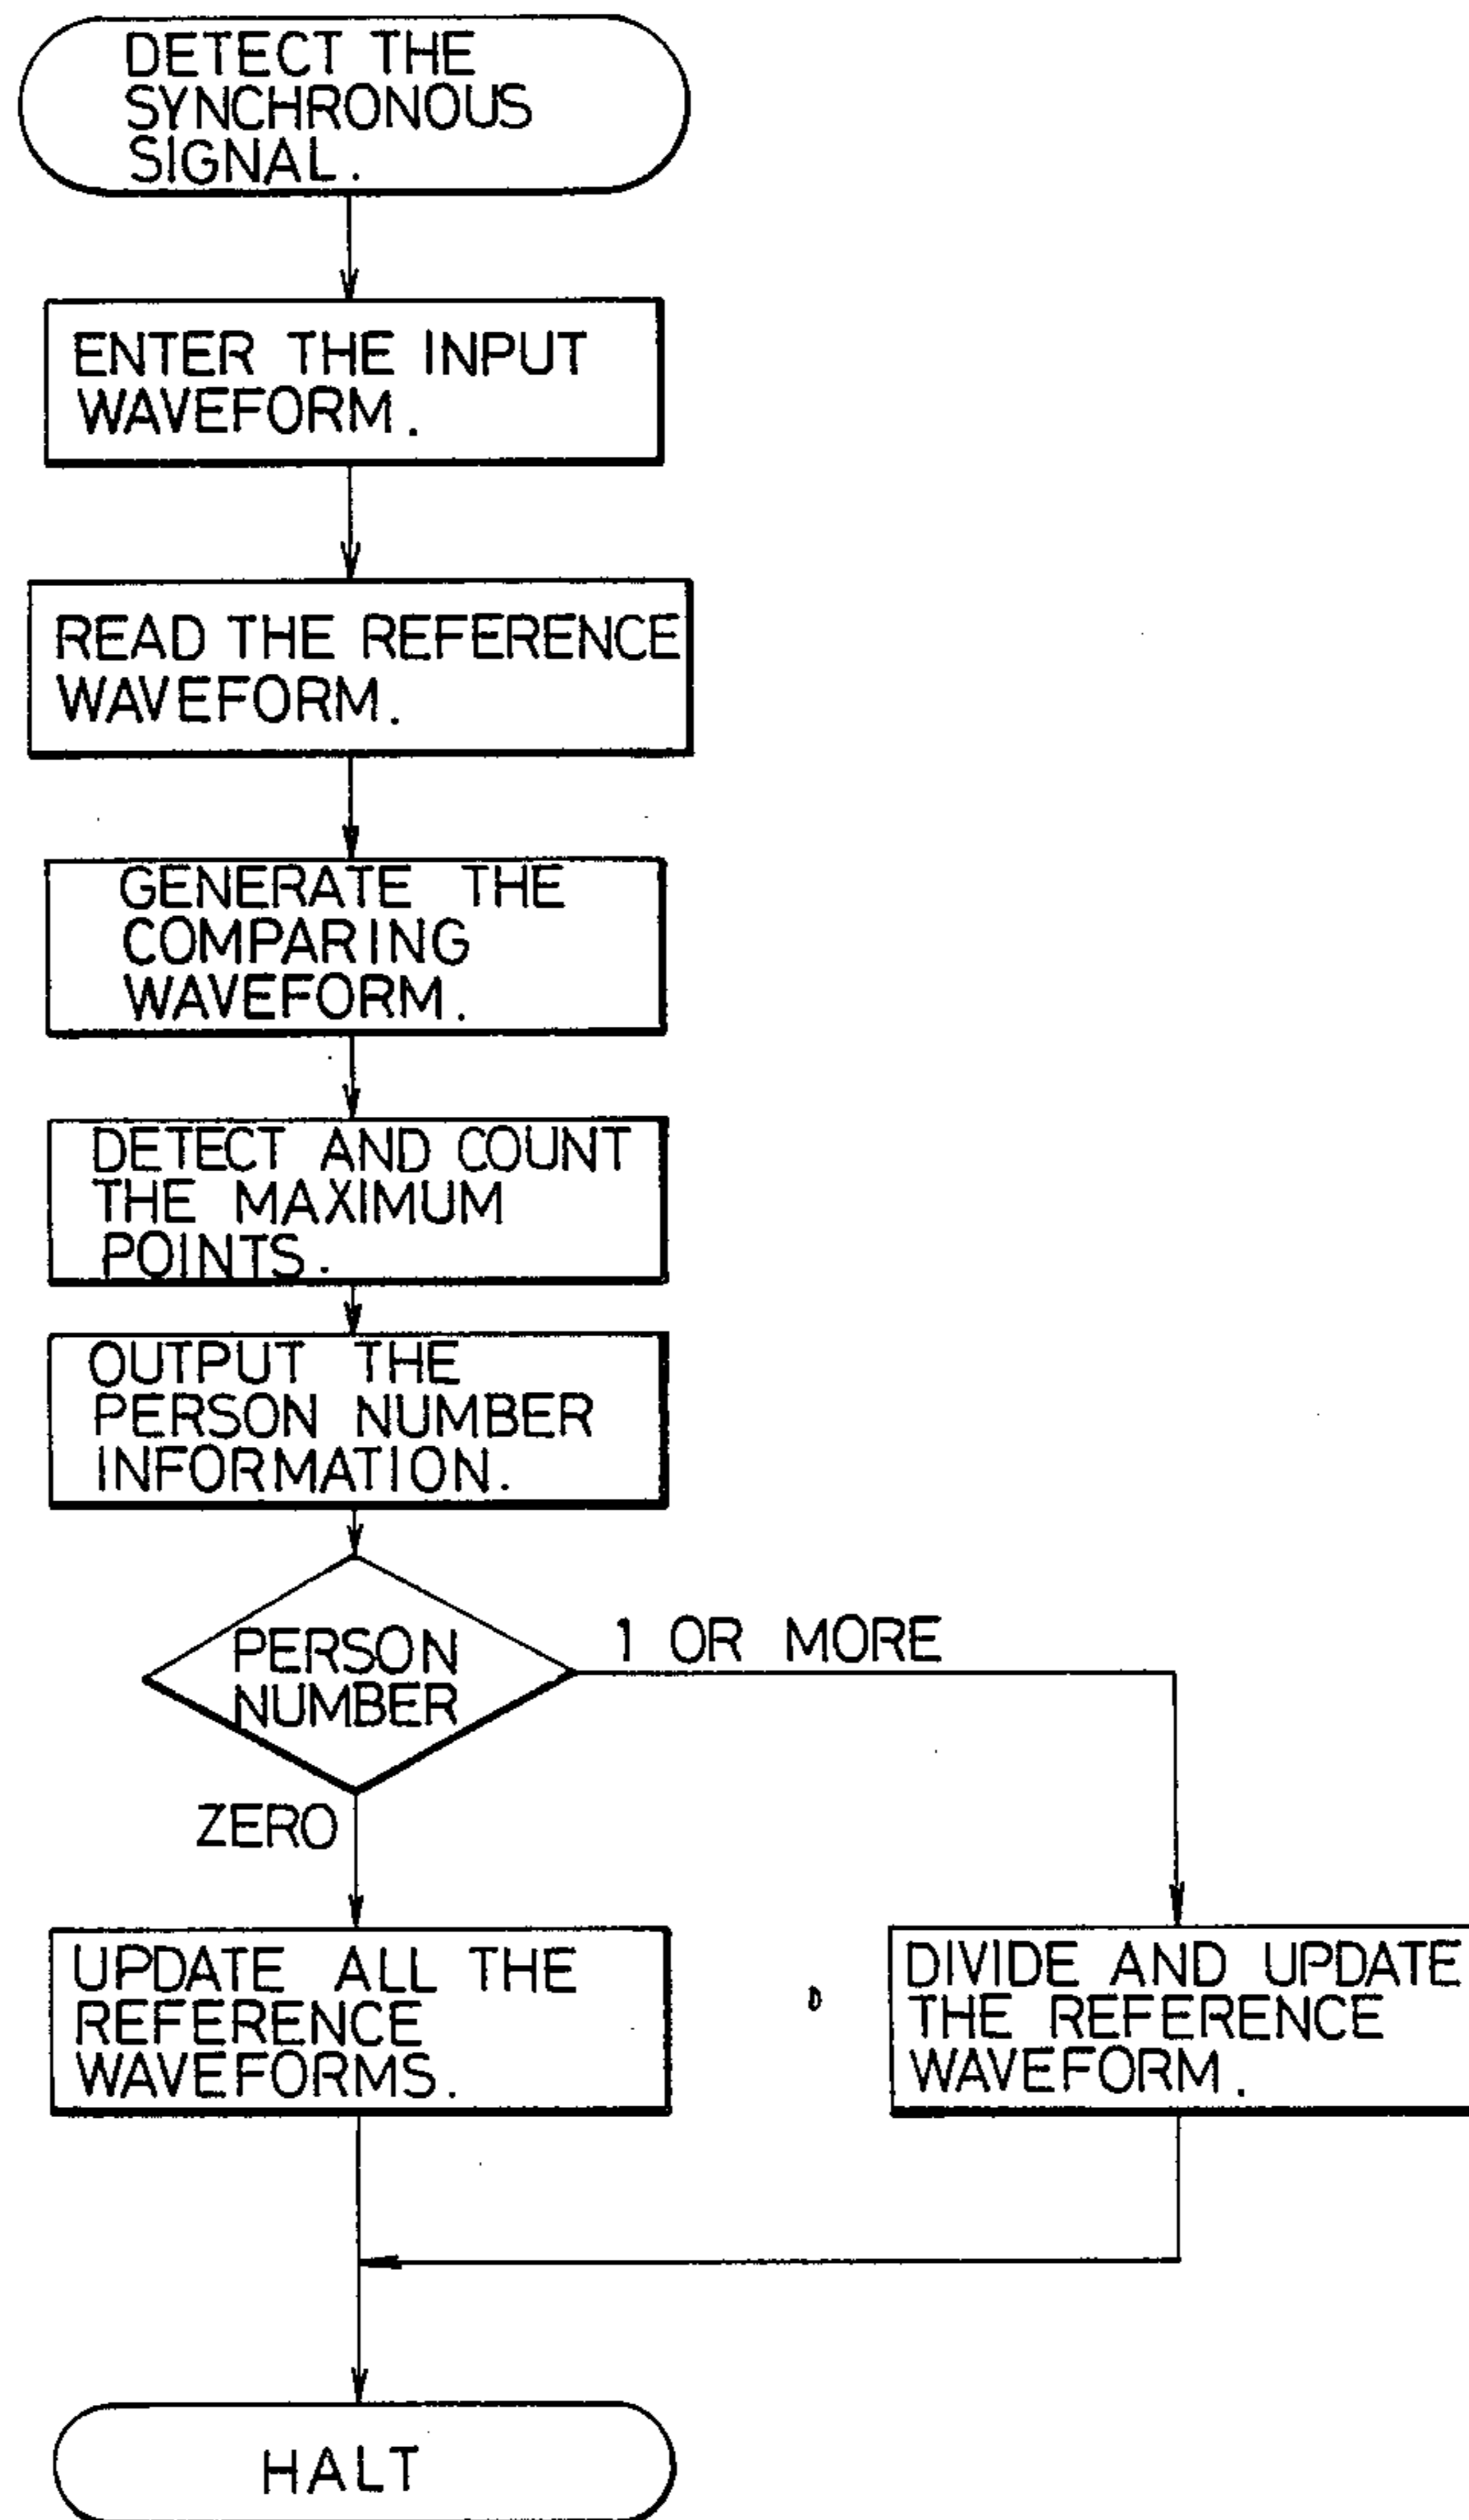 DETECT THE
SYNCHRONOUS
SIGNAL.
ENTER THE INPUT
WAVEFORM.
READ THE REFERENCE
WAVEFORM.
GENERATE THE
COMPARING
WAVEFORM.
DETECT AND COUNT
THE MAXIMUM
POINTS.
OUTPUT THE
PERSON NUMBER
INFORMATION.
PERSON
NUMBER
1 OR MORE
ZERO
UPDATE ALL THE
REFERENCE
WAVEFORMS.
DIVIDE AND UPDATE
THE REFERENCE
WAVEFORM.
HALT